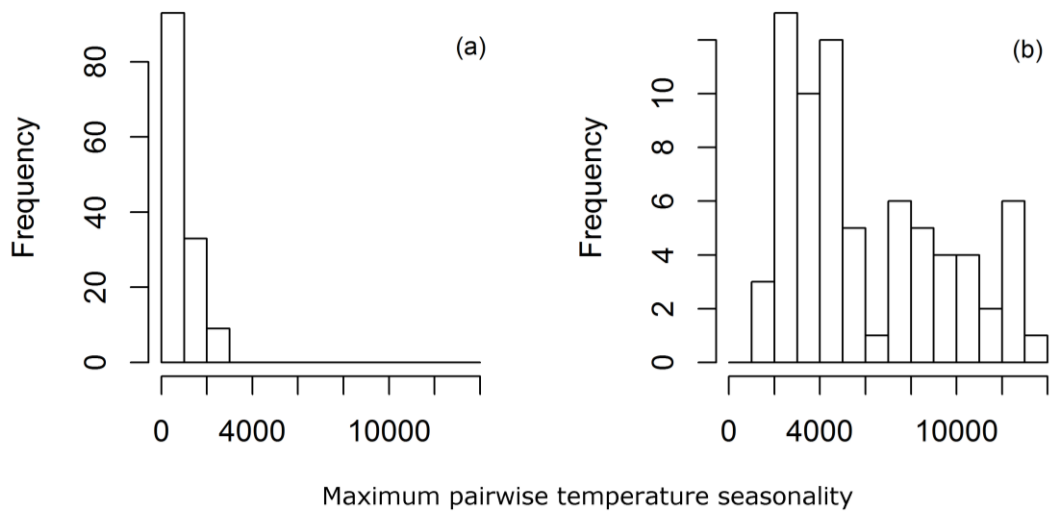 (a)
Frequency
0 20 40 60 80
0 4000 10000
(b)
Frequency
0 2 4 6 8 10
0 4000 10000
Maximum pairwise temperature seasonality